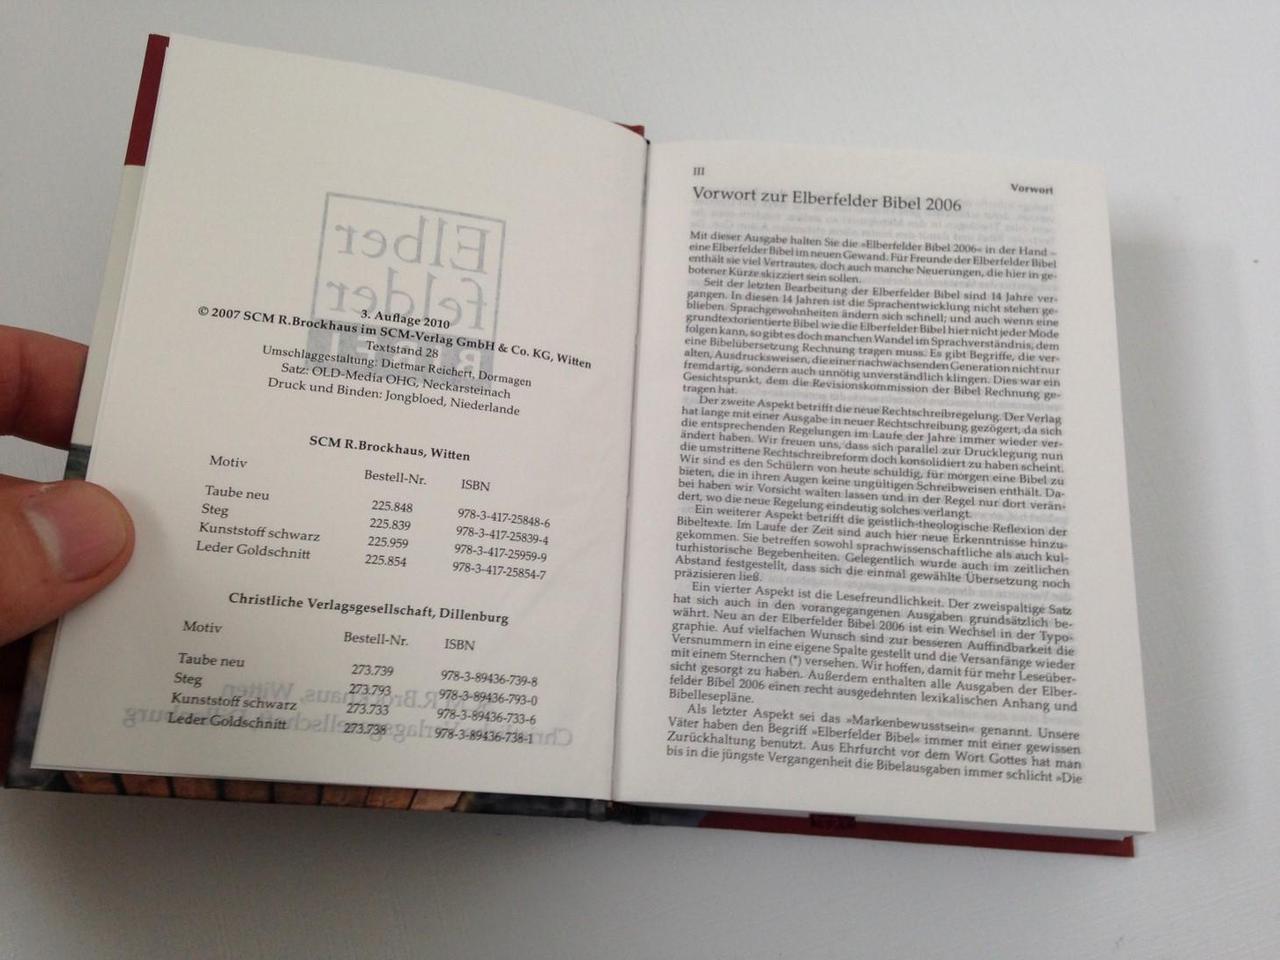 3. Auflage 2010
© 2007 SCM R.Brockhaus im SCM-Verlag GmbH & Co. KG, Witten
Textstand 28
Umschlaggestaltung: Dietmar Reichert, Dormagen
Satz: OLD-Media OHG, Neckarsteinach
Druck und Binden: Jongbloed, Niederlande
SCM R.Brockhaus, Witten
Motiv Bestell-Nr. ISBN
Taube neu 225.848 978-3-417-25848-6
Steg 225.839 978-3-417-25839-4
Kunststoff schwarz 225.959 978-3-417-25959-9
Leder Goldschnitt 225.854 978-3-417-25854-7
Christliche Verlagsgesellschaft, Dillenburg
Motiv Bestell-Nr. ISBN
Taube neu 273.739 978-3-89436-739-8
Steg 273.793 978-3-89436-793-0
Kunststoff schwarz 273.733 978-3-89436-733-6
Leder Goldschnitt 273.738 978-3-89436-738-1
III Vorwort
Vorwort zur Elberfelder Bibel 2006
Mit dieser Ausgabe halten Sie die »Elberfelder Bibel 2006« in der Hand –
eine Elberfelder Bibel im neuen Gewand. Für Freunde der Elberfelder Bibel
enthält sie viel Vertrautes, doch auch manche Neuerungen, die hier in ge-
botener Kürze skizziert sein sollen.
Seit der letzten Bearbeitung der Elberfelder Bibel sind 14 Jahre ver-
gangen. In diesen 14 Jahren ist die Sprachentwicklung nicht stehen ge-
blieben. Sprachgewohnheiten ändern sich schnell; und auch wenn eine
grundtextorientierte Bibel wie die Elberfelder Bibel hier nicht jeder Mode
folgen kann, so gibt es doch manchen Wandel im Sprachverständnis, dem
eine Bibelübersetzung Rechnung tragen muss. Es gibt Begriffe, die ver-
alten, Ausdrucksweisen, die einer nachwachsenden Generation nicht nur
fremdartig, sondern auch unnötig unverständlich klingen. Dies war ein
Gesichtspunkt, dem die Revisionskommission der Bibel Rechnung ge-
tragen hat.
Der zweite Aspekt betrifft die neue Rechtschreibregelung. Der Verlag
hat lange mit einer Ausgabe in neuer Rechtschreibung gezögert, da sich
die entsprechenden Regelungen im Laufe der Jahre immer wieder ver-
ändert haben. Wir freuen uns, dass sich parallel zur Drucklegung nun
die umstrittene Rechtschreibreform doch konsolidiert zu haben scheint.
Wir sind es den Schülern von heute schuldig, für morgen eine Bibel zu
bieten, die in ihren Augen keine ungültigen Schreibweisen enthält. Da-
bei haben wir Vorsicht walten lassen und in der Regel nur dort verän-
dert, wo die neue Regelung eindeutig solches verlangt.
Ein weiterer Aspekt betrifft die geistlich-theologische Reflexion der
Bibeltexte. Im Laufe der Zeit sind auch hier neue Erkenntnisse hinzu-
gekommen. Sie betreffen sowohl sprachwissenschaftliche als auch kul-
turhistorische Begebenheiten. Gelegentlich wurde auch im zeitlichen
Abstand festgestellt, dass sich die einmal gewählte Übersetzung noch
präzisieren ließ.
Ein vierter Aspekt ist die Lesefreundlichkeit. Der zweispaltige Satz
hat sich auch in den vorangegangenen Ausgaben grundsätzlich be-
währt. Neu an der Elberfelder Bibel 2006 ist ein Wechsel in der Typo-
graphie. Auf vielfachen Wunsch sind zur besseren Auffindbarkeit die
Versnummern in eine eigene Spalte gestellt und die Versanfänge wieder
mit einem Sternchen (*) versehen. Wir hoffen, damit für mehr Leseüber-
sicht gesorgt zu haben. Außerdem enthalten alle Ausgaben der Elber-
felder Bibel 2006 einen recht ausgedehnten lexikalischen Anhang und
Bibellesepläne.
Als letzter Aspekt sei das »Markenbewusstsein« genannt. Unsere
Väter haben den Begriff »Elberfelder Bibel« immer mit einer gewissen
Zurückhaltung benutzt. Aus Ehrfurcht vor dem Wort Gottes hat man
bis in die jüngste Vergangenheit die Bibelausgaben immer schlicht »Die